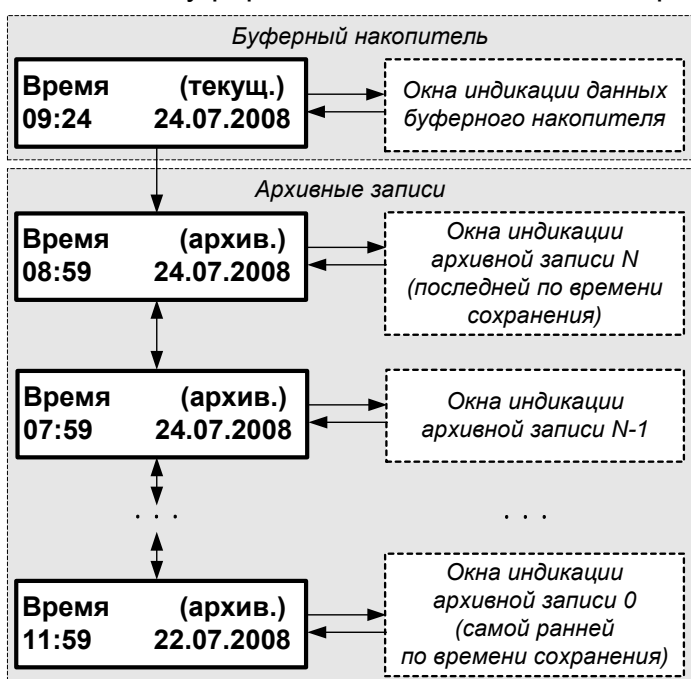 Буферный накопитель
Время (текущ.)
09:24 24.07.2008
Окна индикации данных
буферного накопителя
Архивные записи
Время (архив.)
08:59 24.07.2008
Окна индикации
архивной записи N
(последней по времени
сохранения)
Время (архив.)
07:59 24.07.2008
Окна индикации
архивной записи N-1
. . .
. . .
Время (архив.)
11:59 22.07.2008
Окна индикации
архивной записи 0
(самой ранней
по времени сохранения)